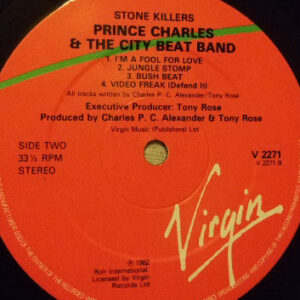 STONE KILLERS
PRINCE CHARLES
& THE CITY BEAT BAND
1. I'M A FOOL FOR LOVE
2. JUNGLE STOMP
3. BUSH BEAT
4. VIDEO FREAK (Defend It)
All tracks written by Charles P. C. Alexander/Tony Rose
Executive Producer: Tony Rose
Produced by Charles P. C. Alexander & Tony Rose
Virgin Music (Publishers) Ltd
SIDE TWO
33⅓ RPM
STEREO
V 2271
V 2271 B
Virgin
℗ 1982
Roir International.
Licensed by Virgin
Records Ltd